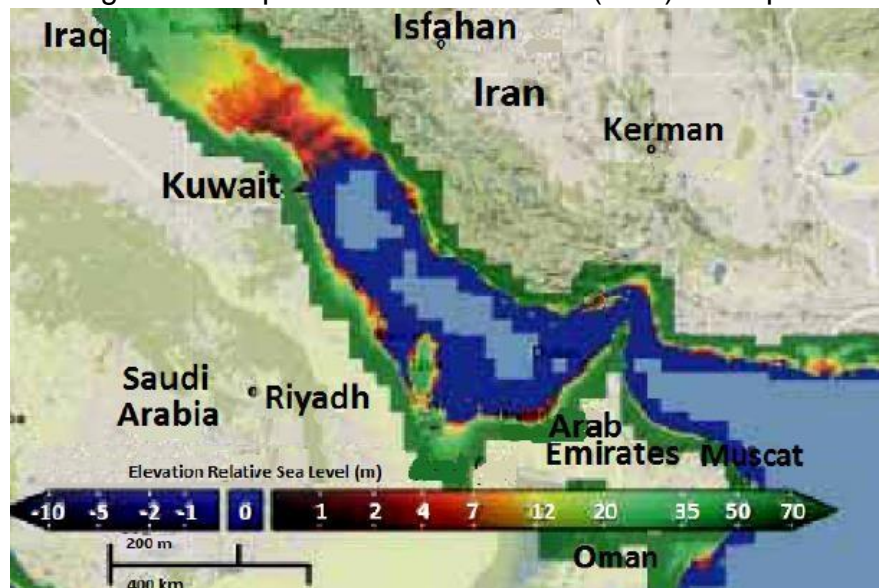 Iraq
Isfahan
Iran
Kerman
Kuwait
Saudi
Arabia
Riyadh
Arab
Emirates
Muscat
Elevation Relative Sea Level (m)
-10 -5 -2 -1 0 1 2 4 7 12 20 35 50 70
200 m
400 km
Oman